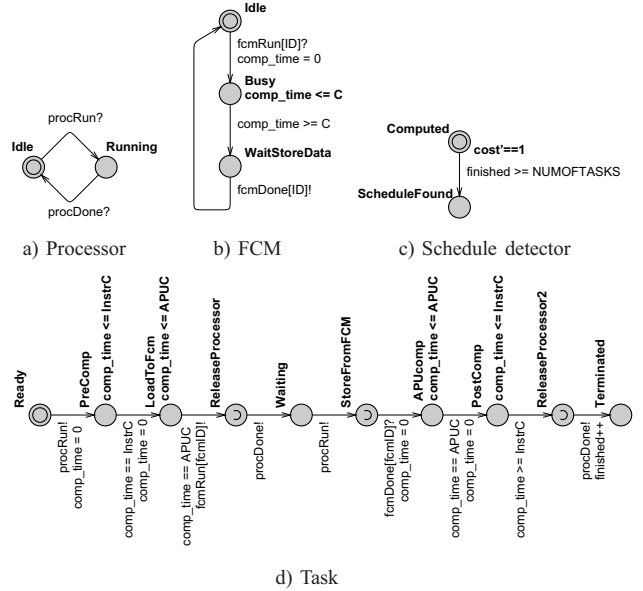 Idle
fcmRun[ID]?
comp_time = 0
Busy
comp_time <= C
comp_time >= C
WaitStoreData
fcmDone[ID]!
procRun?
Idle
Running
procDone?
Computed
cost'==1
finished >= NUMOFTASKS
ScheduleFound
a) Processor
b) FCM
c) Schedule detector
Ready
PreComp
comp_time <= InstrC
LoadToFcm
comp_time <= APUC
ReleaseProcessor
Waiting
StoreFromFCM
APUcomp
comp_time <= APUC
PostComp
comp_time <= InstrC
ReleaseProcessor2
Terminated
procRun!
comp_time = 0
comp_time == InstrC
comp_time = 0
comp_time == APUC
fcmRun[fcmID]!
procDone!
procRun!
fcmDone[fcmID]?
comp_time = 0
comp_time == APUC
comp_time = 0
comp_time >= InstrC
procDone!
finished++
d) Task